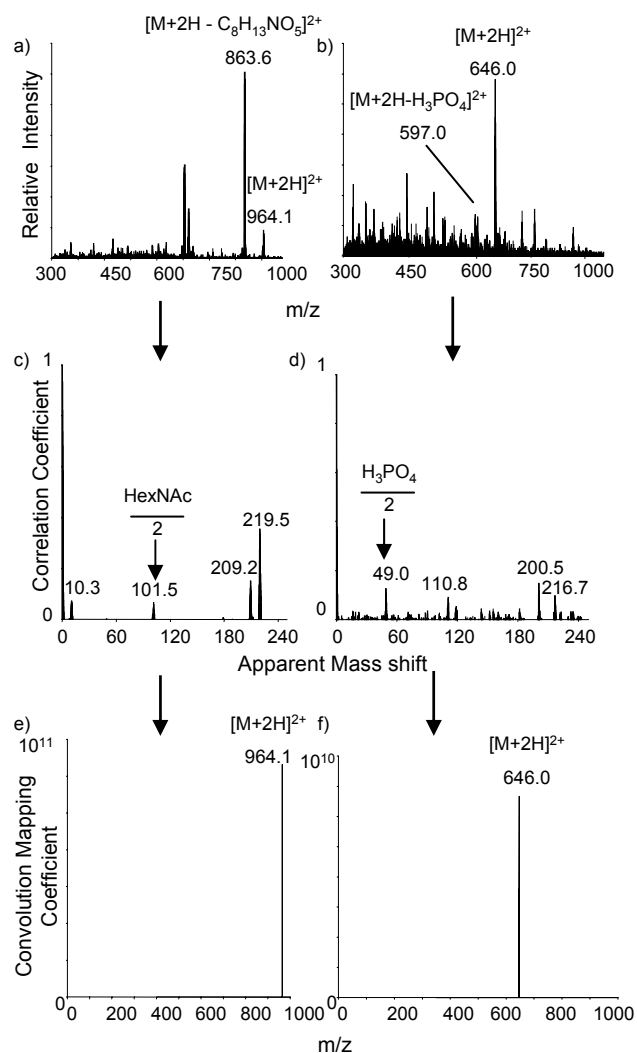 a)
[M+2H - C₈H₁₃NO₅]²⁺
863.6
[M+2H]²⁺
964.1
Relative Intensity
300 450 600 750 1000
b)
[M+2H]²⁺
646.0
[M+2H-H₃PO₄]²⁺
597.0
300 450 600 750 1000
m/z
c)
1
Correlation Coefficient
HexNAc
2
10.3
101.5
209.2
219.5
0
0 60 120 180 240
d)
1
H₃PO₄
2
49.0
110.8
200.5
216.7
0
0 60 120 180 240
Apparent Mass shift
e)
10¹¹
[M+2H]²⁺
964.1
Convolution Mapping
Coefficient
0
0 200 400 600 800 1000
f)
10¹⁰
[M+2H]²⁺
646.0
0
0 200 400 600 800 1000
m/z